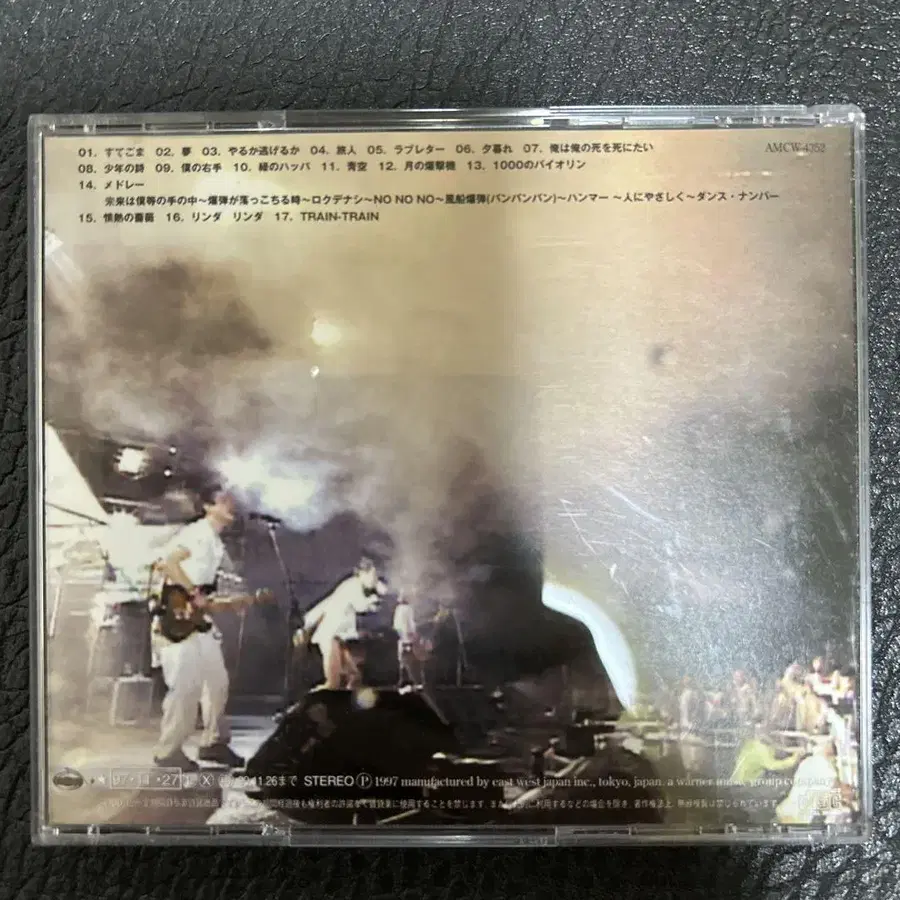 01. すてごま 02. 夢 03. やるか逃げるか 04. 旅人 05. ラブレター 06. 夕暮れ 07. 俺は俺の死を死にたい
AMCW-4352
08. 少年の詩 09. 僕の右手 10. 緑のハッパ 11. 青空 12. 月の爆撃機 13. 1000のバイオリン
14. メドレー
未来は僕等の手の中〜爆弾が落っこちる時〜ロクデナシ〜NO NO NO〜風船爆弾(バンバンバン)〜ハンマー 〜人にやさしく〜ダンス・ナンバー
15. 情熱の薔薇 16. リンダ リンダ 17. TRAIN-TRAIN
97・11・27 X 11.26まで STEREO Ⓟ1997 manufactured by east west japan inc., tokyo, japan. a warner music group company